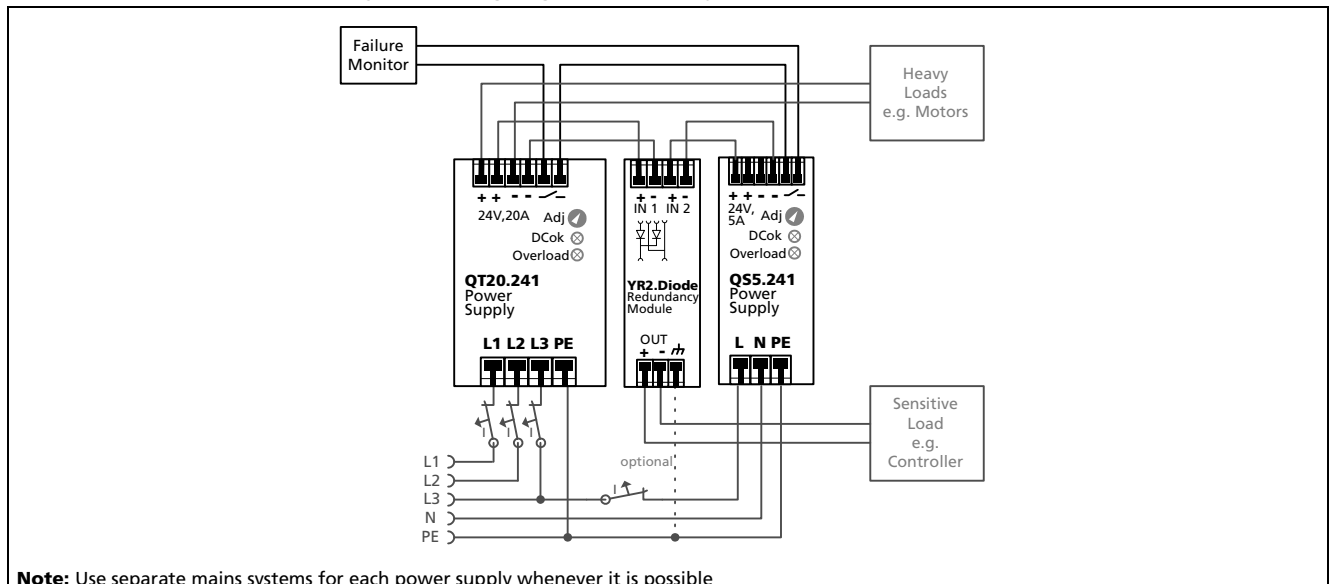 Failure
Monitor
Heavy
Loads
e.g. Motors
+ + - -
24V,20A
Adj
DCok
Overload
QT20.241
Power
Supply
L1 L2 L3 PE
+ - + -
IN 1 IN 2
YR2.Diode
Redundancy
Module
OUT
+ -
+ + - -
24V,
5A
Adj
DCok
Overload
QS5.241
Power
Supply
L N PE
I I I
Sensitive
Load
e.g.
Controller
optional
I
L1
L2
L3
N
PE
Note: Use separate mains systems for each power supply whenever it is possible